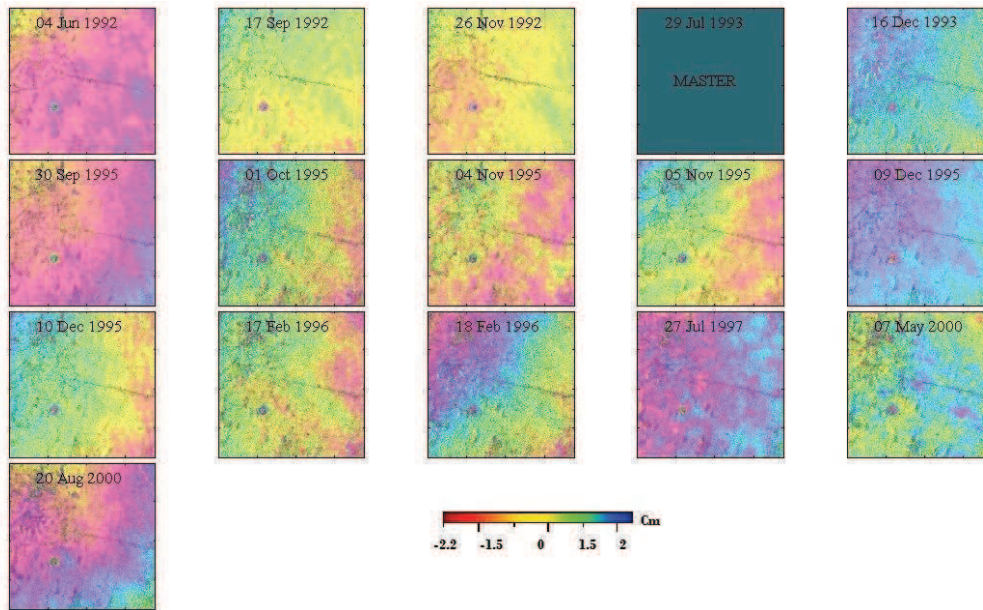 04 Jun 1992
17 Sep 1992
26 Nov 1992
29 Jul 1993
16 Dec 1993
MASTER
30 Sep 1995
01 Oct 1995
04 Nov 1995
05 Nov 1995
09 Dec 1995
10 Dec 1995
17 Feb 1996
18 Feb 1996
27 Jul 1997
07 May 2000
20 Aug 2000
Cm
-2.2 -1.5 0 1.5 2